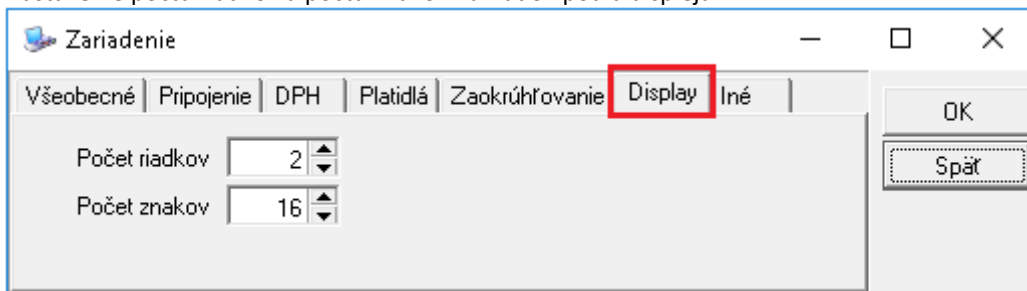 Zariadenie
Všeobecné Pripojenie DPH Platidlá Zaokrúhľovanie Display Iné
OK
Počet riadkov 2
Späť
Počet znakov 16